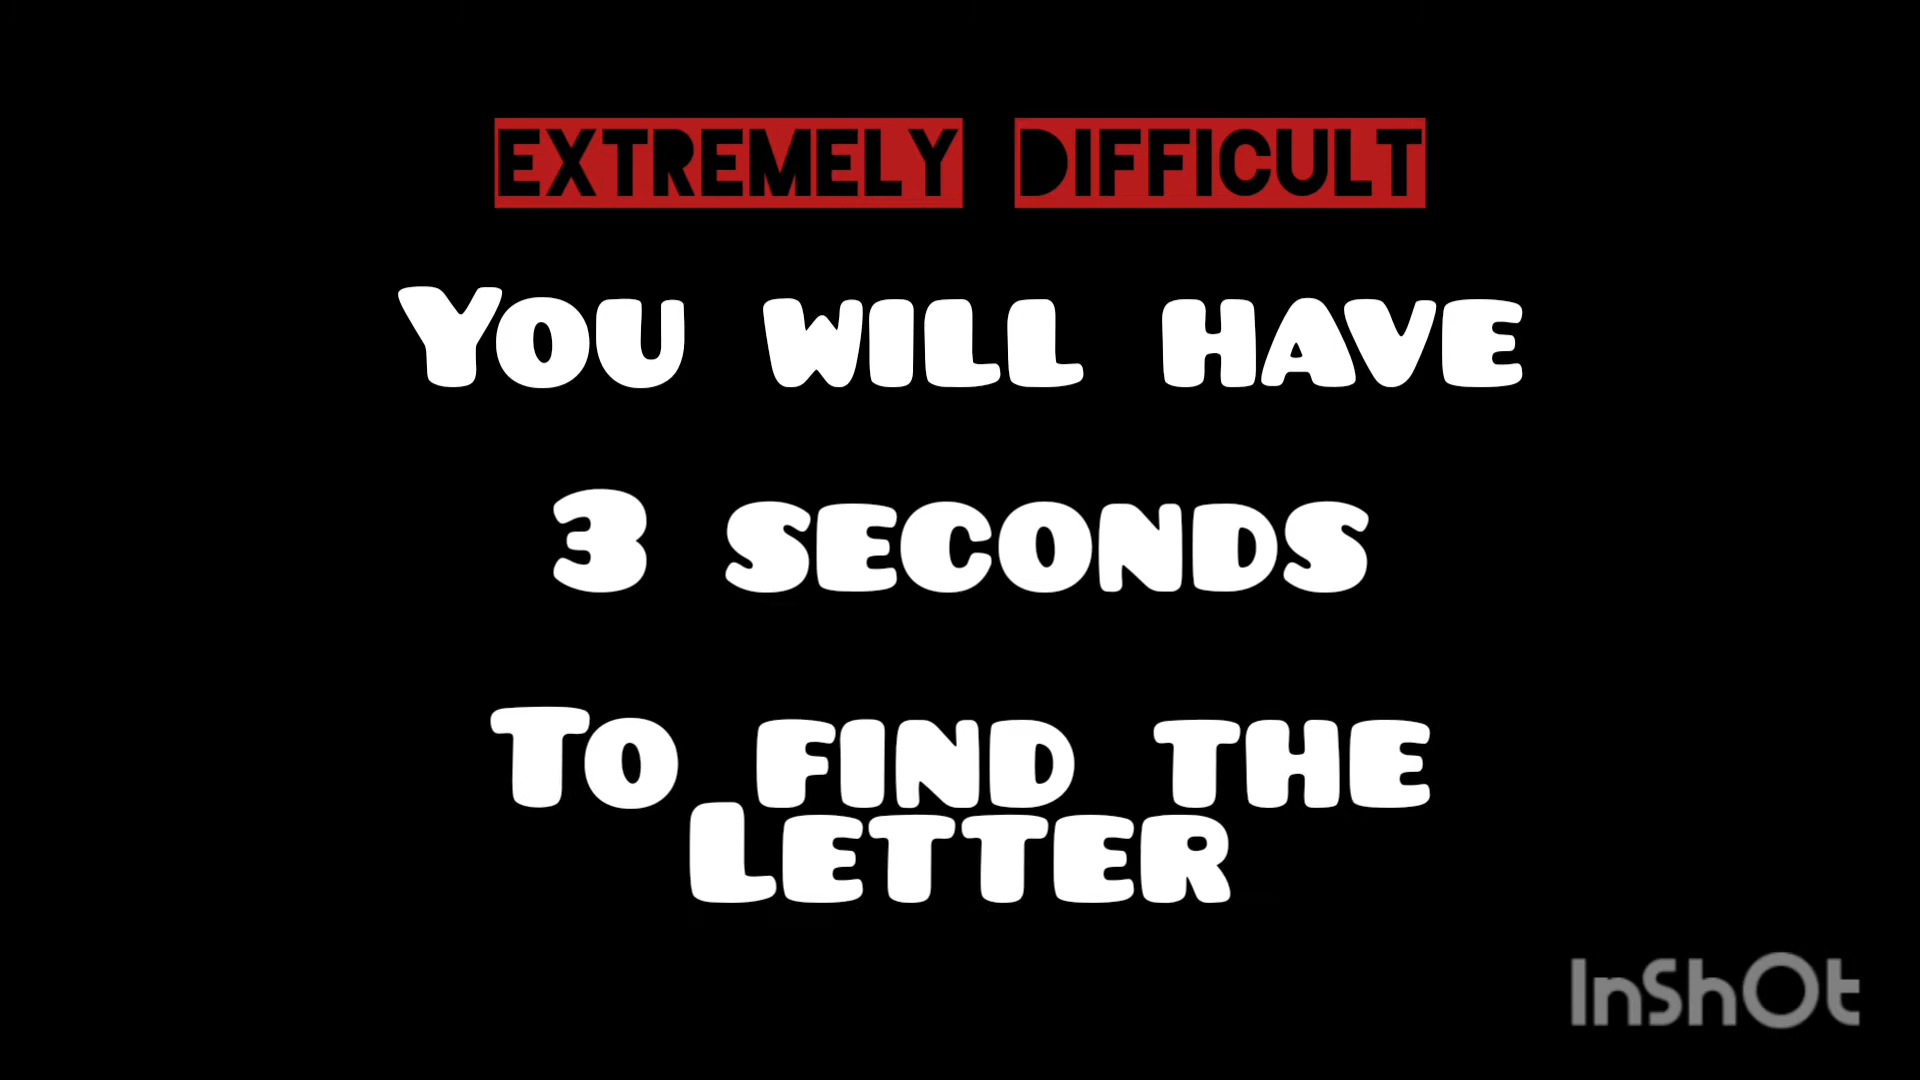 EXTREMELY DIFFICULT
YOU WILL HAVE
3 SECONDS
TO FIND THE
LETTER
InShOt